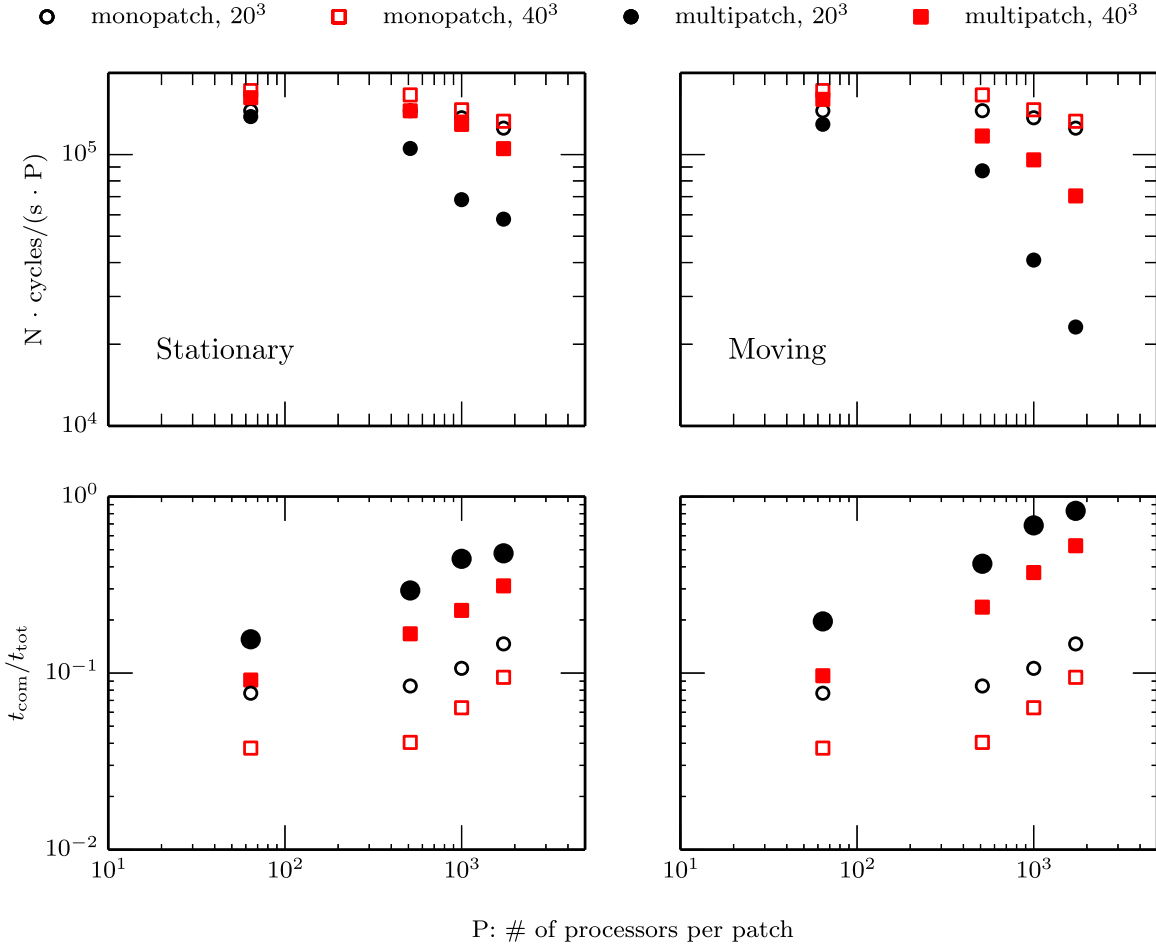 monopatch, 20³ monopatch, 40³ multipatch, 20³ multipatch, 40³
N · cycles/(s · P)
10⁵
10⁴
Stationary
Moving
t_com/t_tot
10⁰
10⁻¹
10⁻²
10¹ 10² 10³ 10¹ 10² 10³
P: # of processors per patch